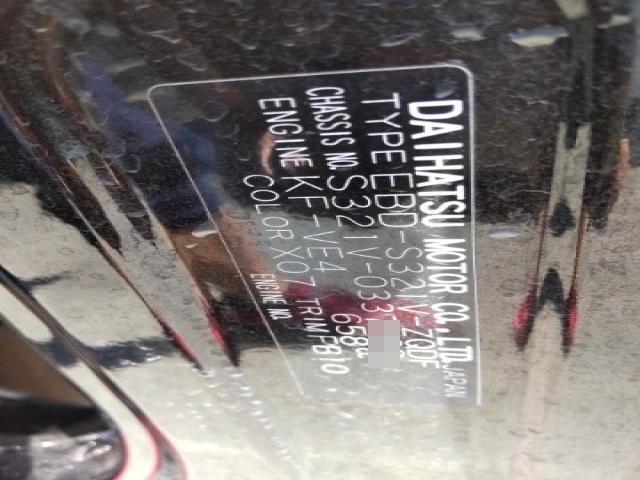 DAIHATSU MOTOR CO., LTD. JAPAN
TYPE EBD-S321V-ZQDF
CHASSIS NO. S321V-033
ENGINE KF-VE4 658
COLOR X07 TRIM FB10
ENGINE NO.